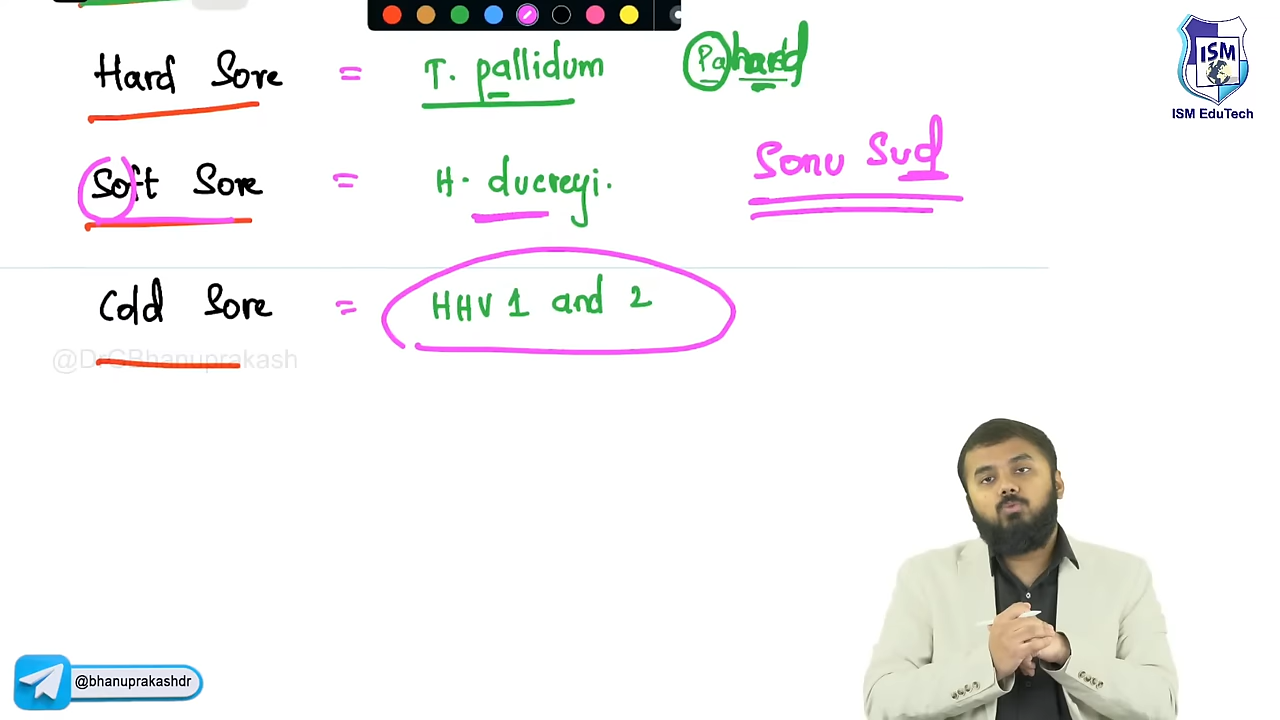 Hard Sore = T. pallidum Pahard
ISM
ISM EduTech
Soft Sore = H. ducreyi. Sonu Sud
Cold Sore = HHV 1 and 2
@DrGBhanuprakash
@bhanuprakashdr